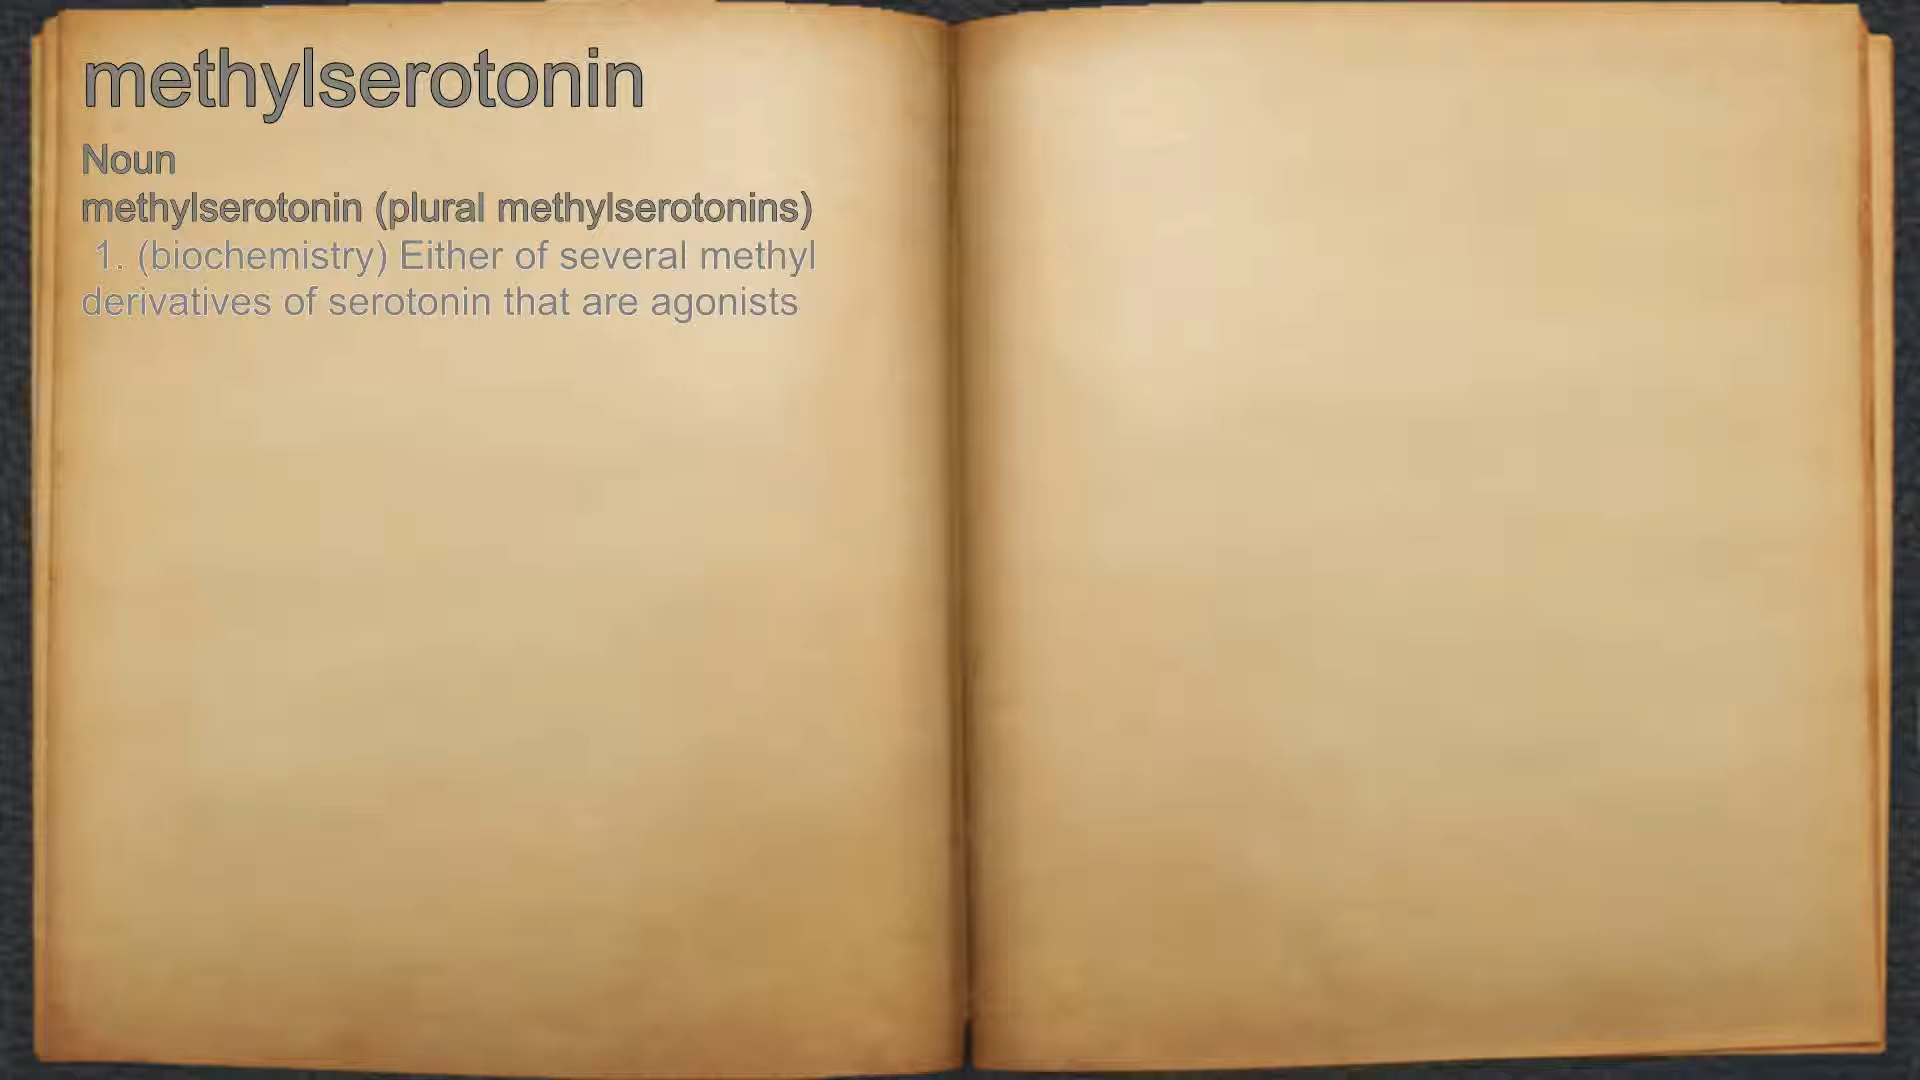 methylserotonin
Noun
methylserotonin (plural methylserotonins)
1. (biochemistry) Either of several methyl
derivatives of serotonin that are agonists